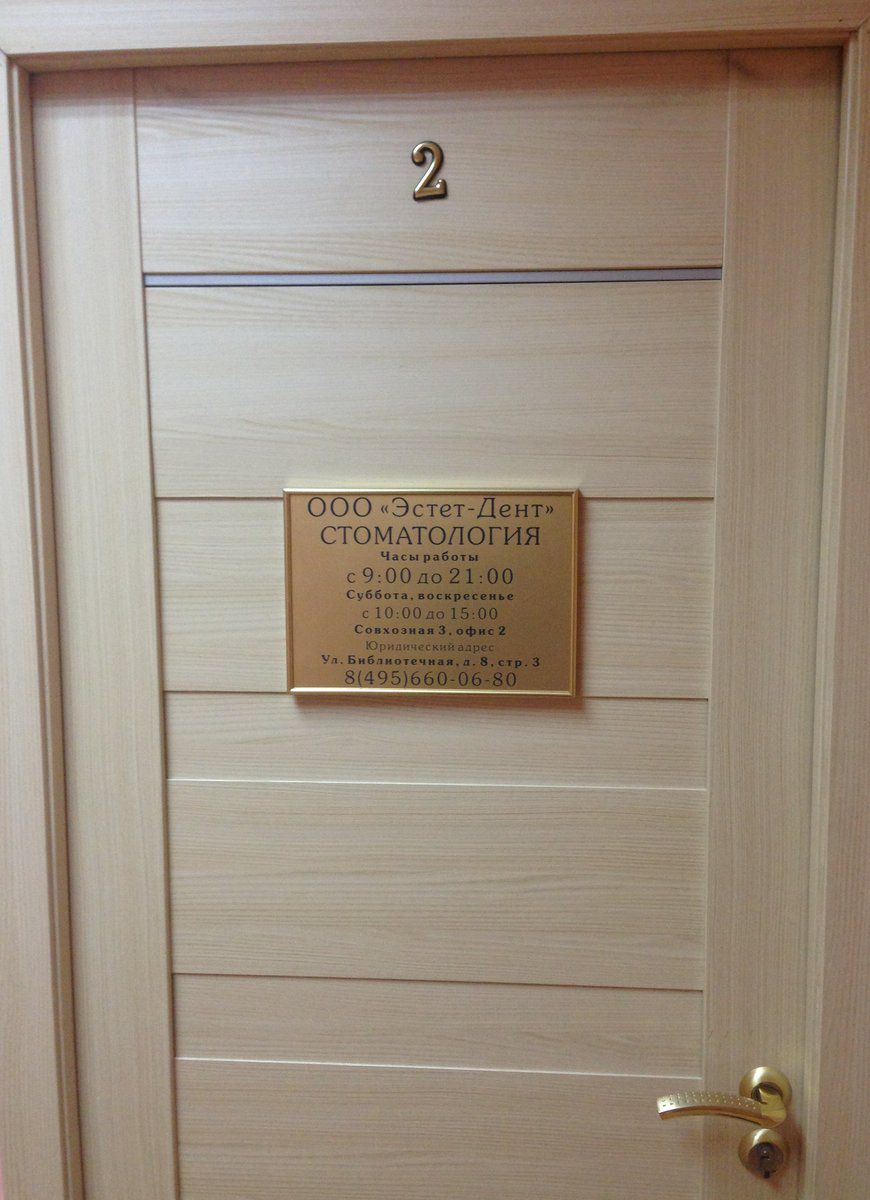 2
ООО «Эстет-Дент»
СТОМАТОЛОГИЯ
Часы работы
с 9:00 до 21:00
Суббота, воскресенье
с 10:00 до 15:00
Совхозная 3, офис 2
Юридический адрес
Ул. Библиотечная, д. 8, стр. 3
8(495)660-06-80